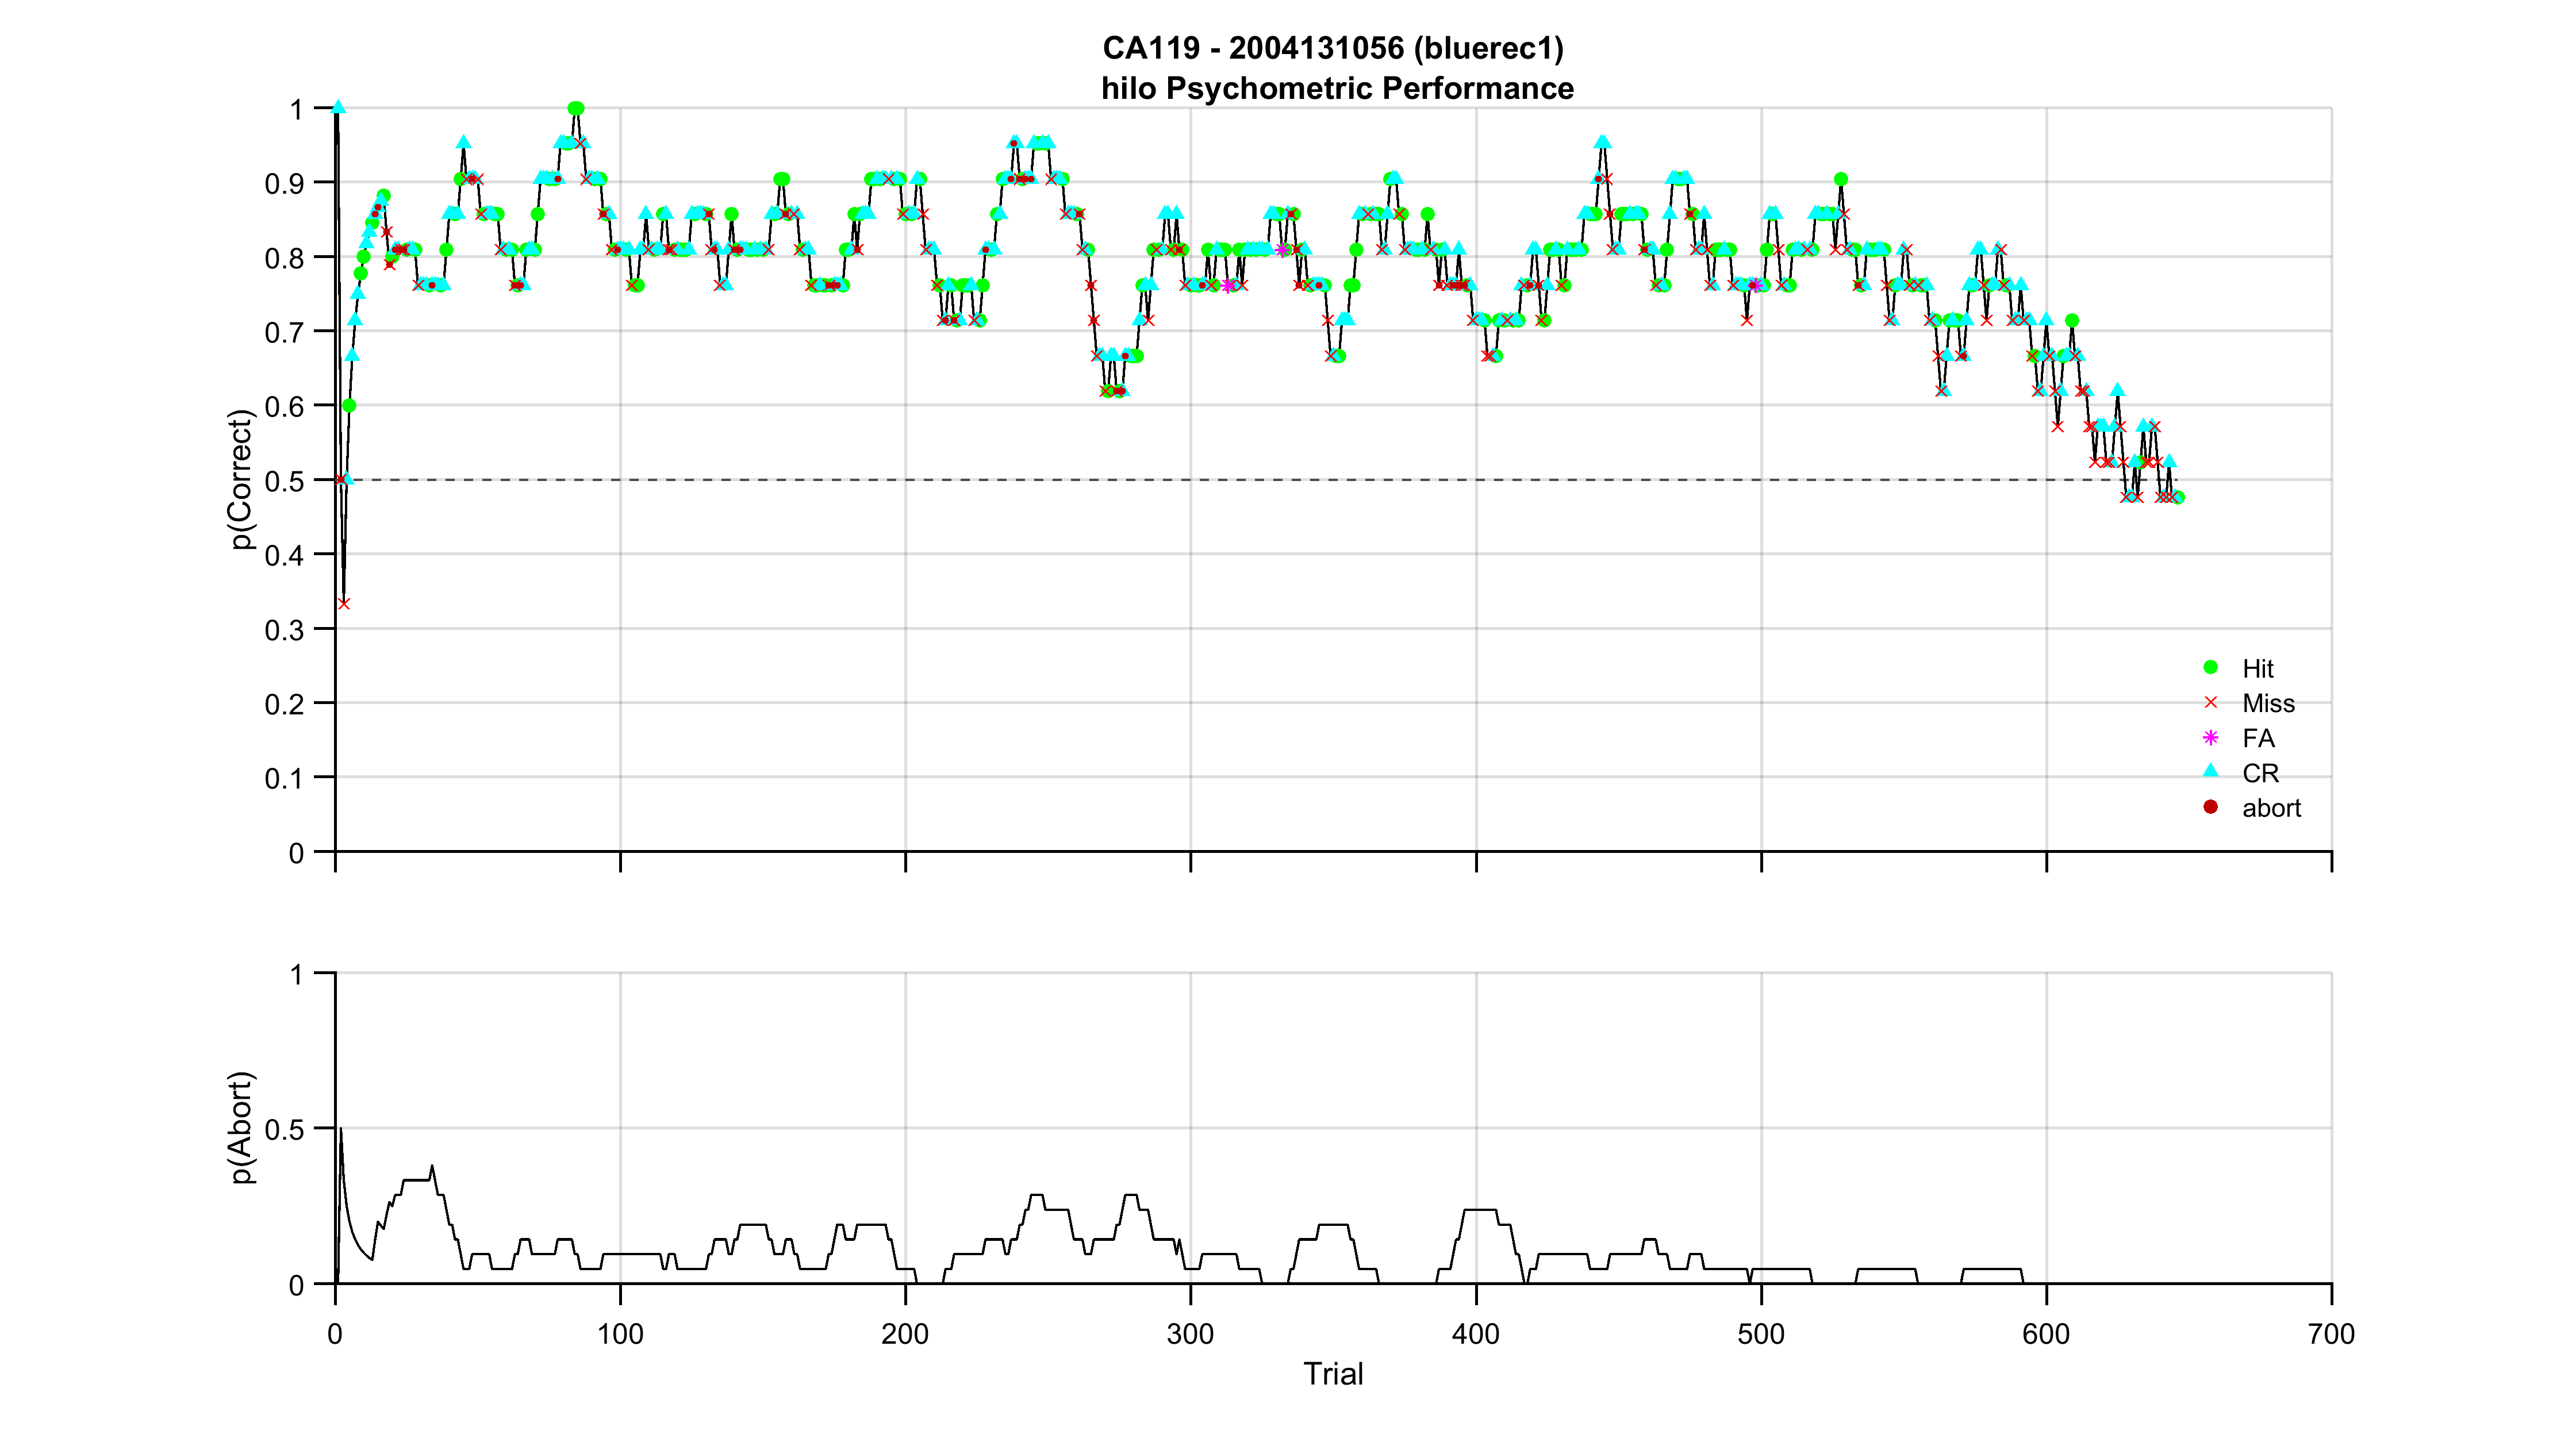 CA119 - 2004131056 (bluerec1)
hilo Psychometric Performance
p(Correct)
1
0.9
0.8
0.7
0.6
0.5
0.4
0.3
0.2
0.1
0
Hit
Miss
FA
CR
abort
p(Abort)
1
0.5
0
0 100 200 300 400 500 600 700
Trial